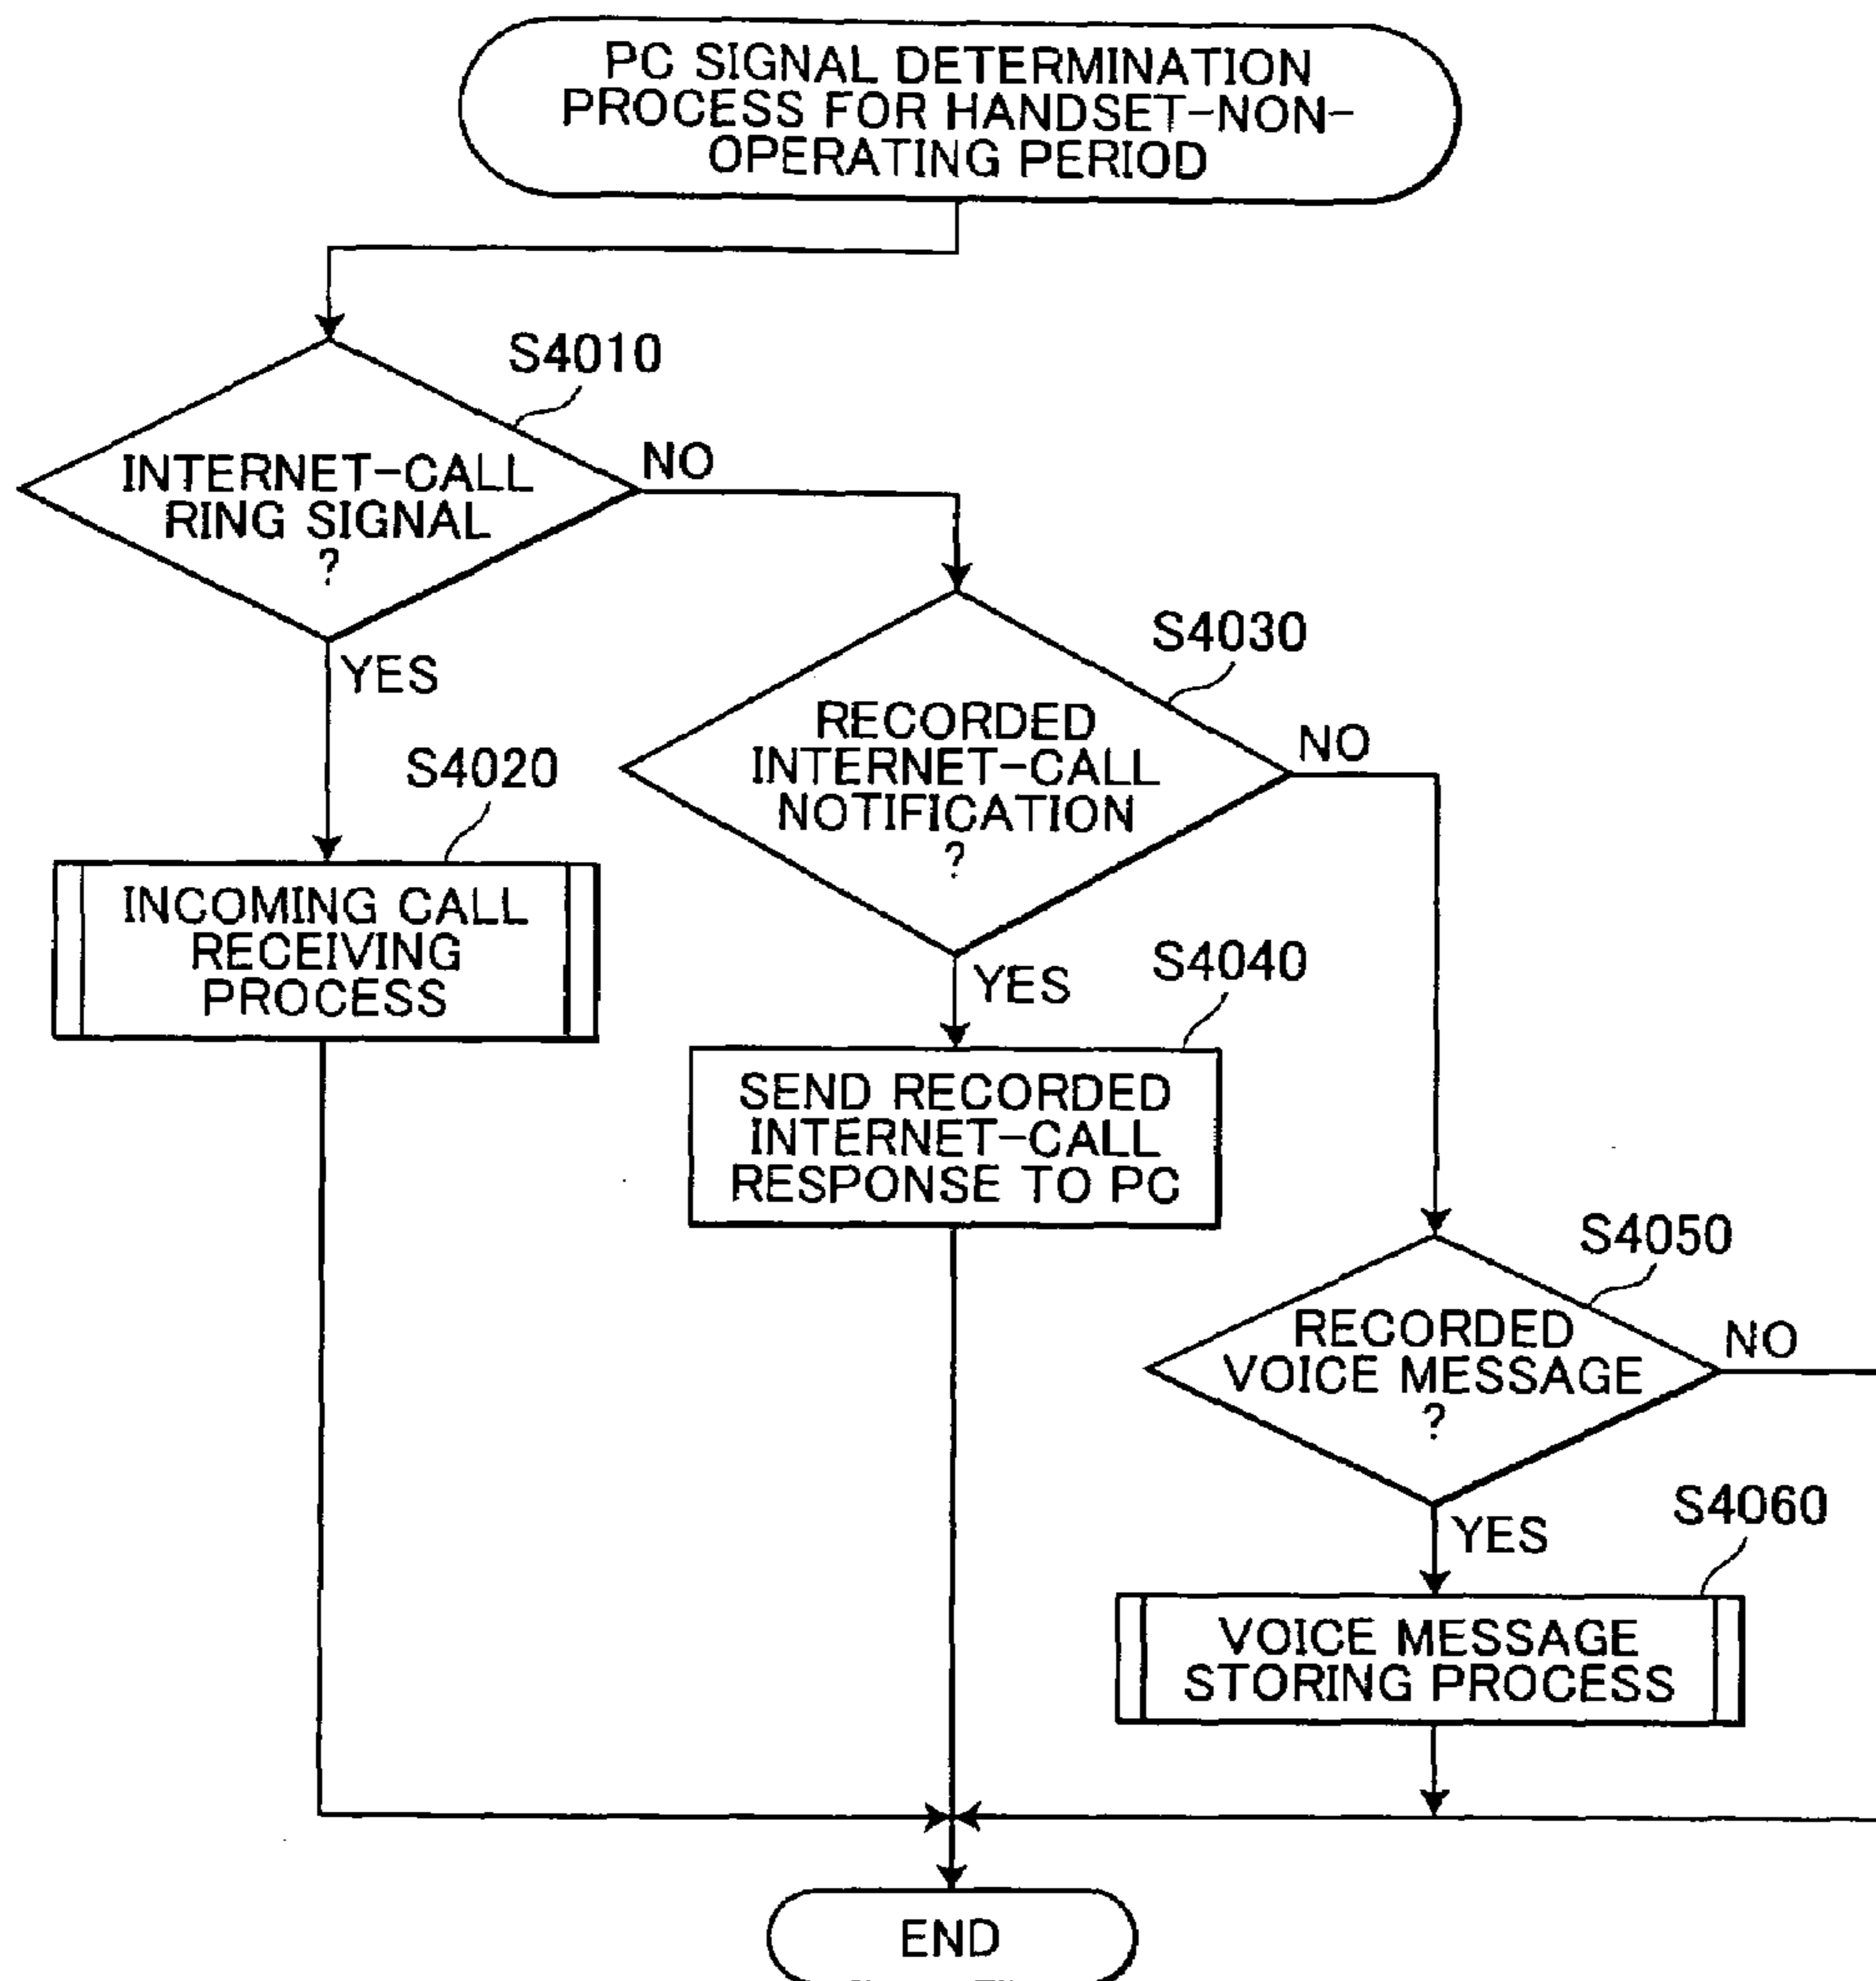 PC SIGNAL DETERMINATION
PROCESS FOR HANDSET-NON-
OPERATING PERIOD
S4010
INTERNET-CALL
RING SIGNAL
?
NO
YES
S4020
INCOMING CALL
RECEIVING
PROCESS
S4030
RECORDED
INTERNET-CALL
NOTIFICATION
?
NO
YES
S4040
SEND RECORDED
INTERNET-CALL
RESPONSE TO PC
S4050
RECORDED
VOICE MESSAGE
?
NO
YES
S4060
VOICE MESSAGE
STORING PROCESS
END